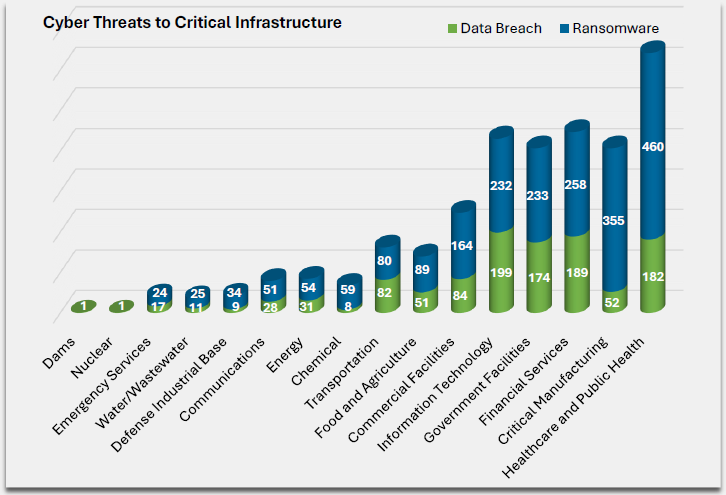 Cyber Threats to Critical Infrastructure
Data Breach
Ransomware
460
232
233
258
355
164
80
89
24
25
34
51
54
59
199
174
189
182
82
51
84
52
1
1
17
11
9
28
31
8
Dams
Nuclear
Emergency Services
Water/Wastewater
Defense Industrial Base
Communications
Energy
Chemical
Transportation
Food and Agriculture
Commercial Facilities
Information Technology
Government Facilities
Financial Services
Critical Manufacturing
Healthcare and Public Health